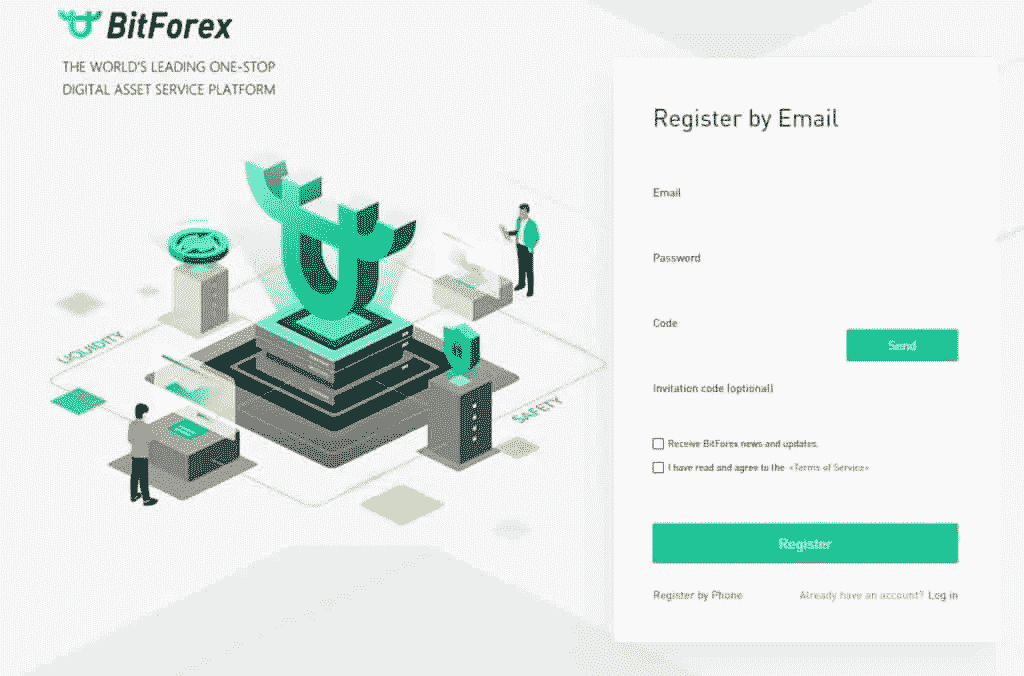 BitForex
THE WORLD'S LEADING ONE-STOP
DIGITAL ASSET SERVICE PLATFORM
LIQUIDITY
SAFETY
Register by Email
Email
Password
Code
Send
Invitation code (optional)
Receive BitForex news and updates.
I have read and agree to the <Terms of Service>
Register
Register by Phone
Already have an account? Log in